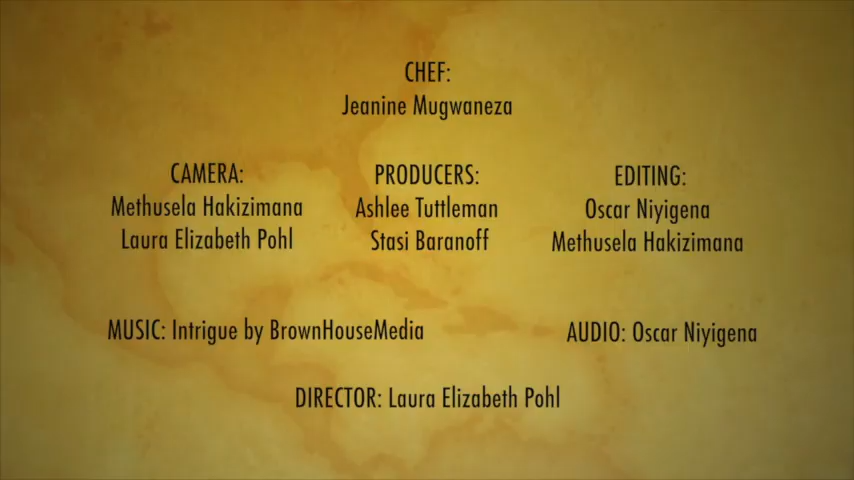 CHEF:
Jeanine Mugwaneza
CAMERA:
Methusela Hakizimana
Laura Elizabeth Pohl
PRODUCERS:
Ashlee Tuttleman
Stasi Baranoff
EDITING:
Oscar Niyigena
Methusela Hakizimana
MUSIC: Intrigue by BrownHouseMedia
AUDIO: Oscar Niyigena
DIRECTOR: Laura Elizabeth Pohl